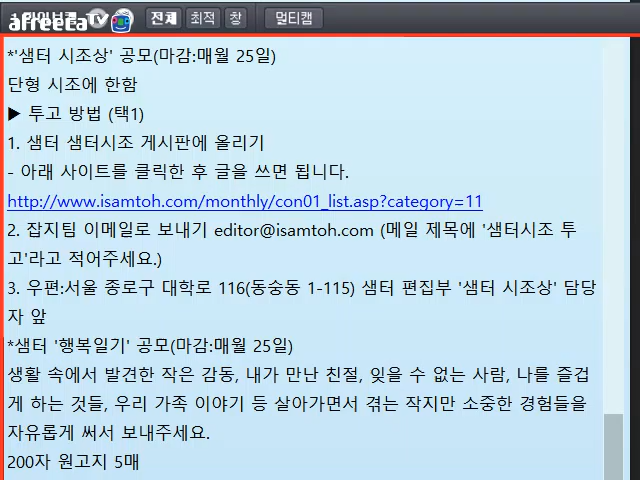 afreecaTV
전체 최적 창 멀티캠
*'샘터 시조상' 공모(마감:매월 25일)
단형 시조에 한함
▶ 투고 방법 (택1)
1. 샘터 샘터시조 게시판에 올리기
- 아래 사이트를 클릭한 후 글을 쓰면 됩니다.
http://www.isamtoh.com/monthly/con01_list.asp?category=11
2. 잡지팀 이메일로 보내기 editor@isamtoh.com (메일 제목에 '샘터시조 투
고'라고 적어주세요.)
3. 우편:서울 종로구 대학로 116(동숭동 1-115) 샘터 편집부 '샘터 시조상' 담당
자 앞
*샘터 '행복일기' 공모(마감:매월 25일)
생활 속에서 발견한 작은 감동, 내가 만난 친절, 잊을 수 없는 사람, 나를 즐겁
게 하는 것들, 우리 가족 이야기 등 살아가면서 겪는 작지만 소중한 경험들을
자유롭게 써서 보내주세요.
200자 원고지 5매